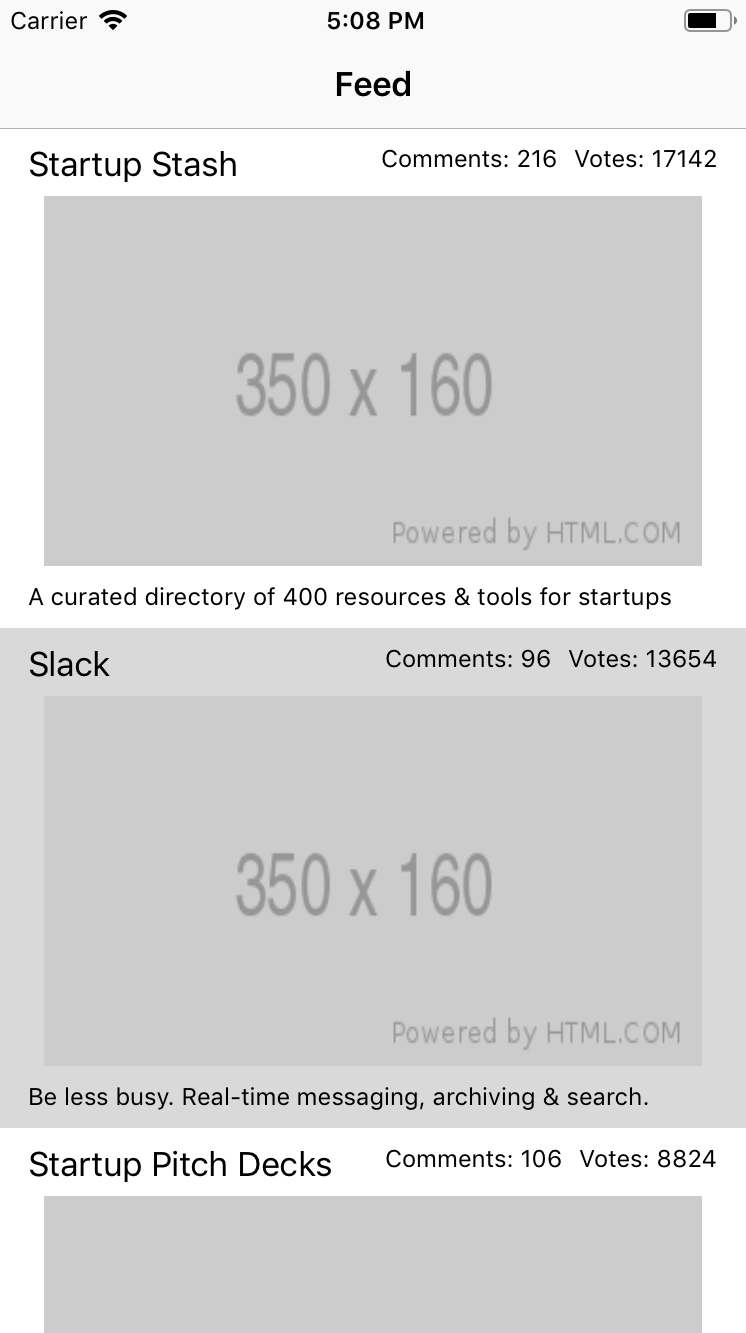 Carrier 5:08 PM
Feed
Startup Stash Comments: 216 Votes: 17142
350 x 160
Powered by HTML.COM
A curated directory of 400 resources & tools for startups
Slack Comments: 96 Votes: 13654
350 x 160
Powered by HTML.COM
Be less busy. Real-time messaging, archiving & search.
Startup Pitch Decks Comments: 106 Votes: 8824